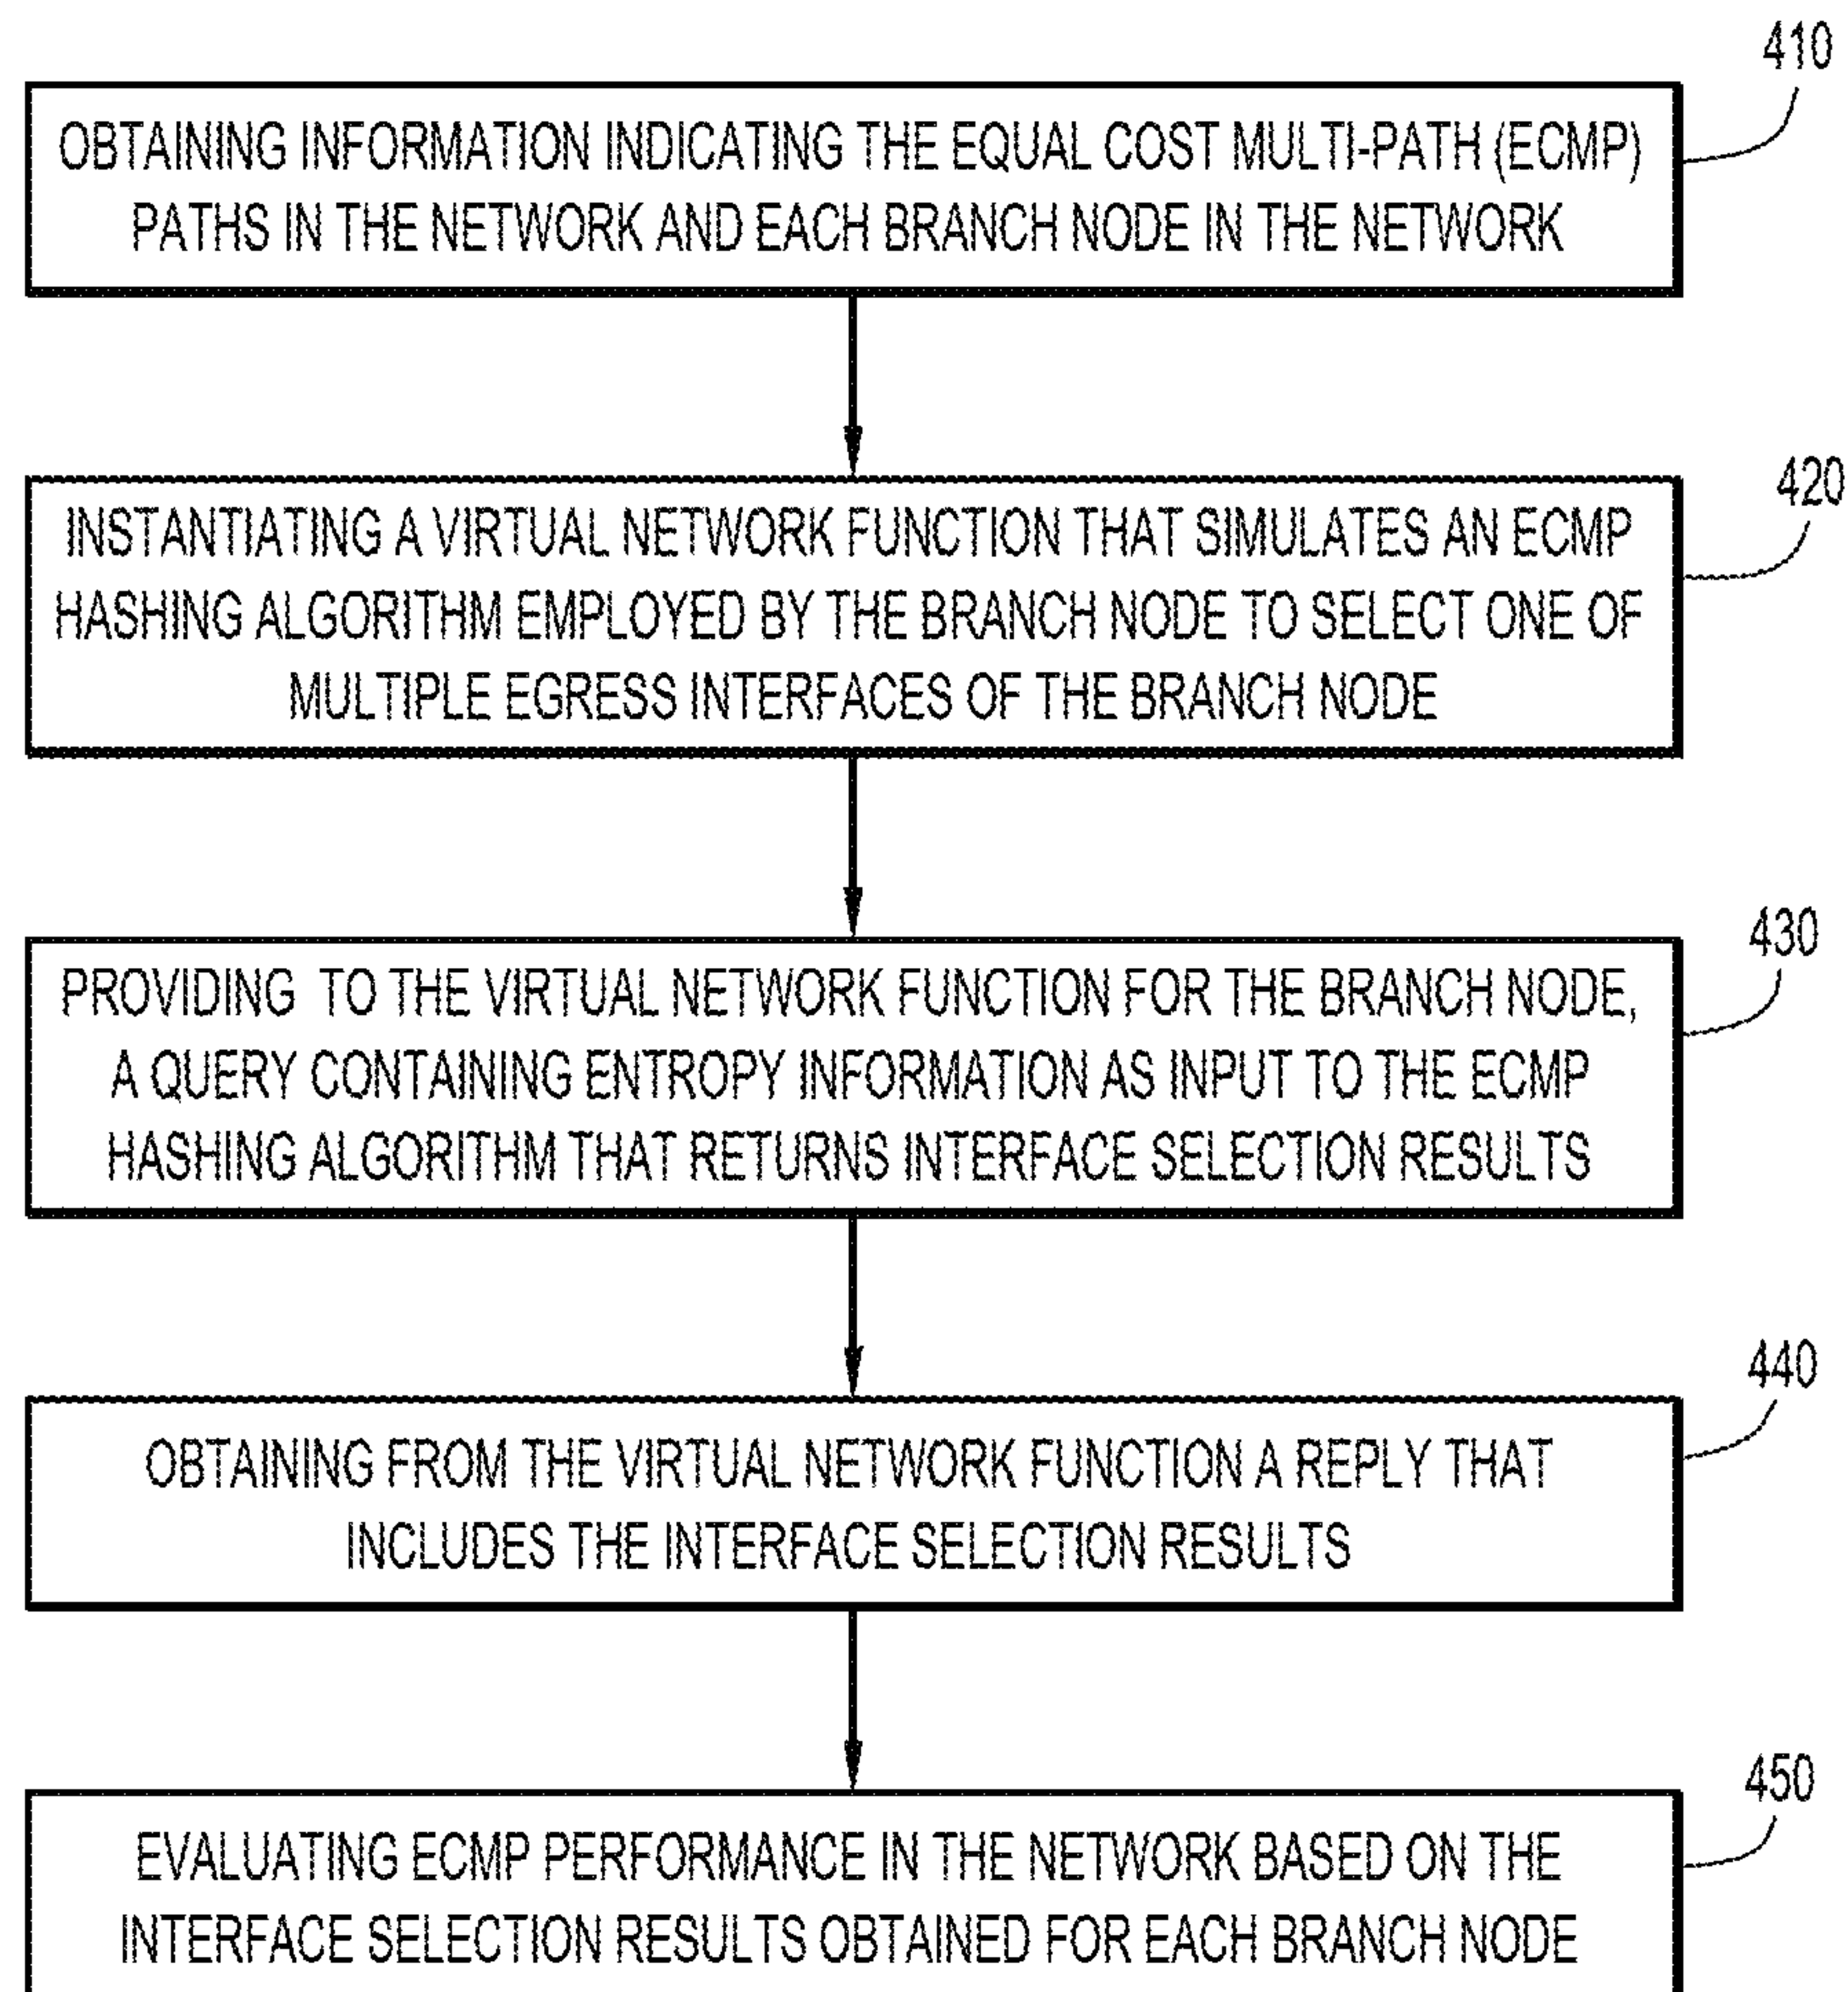 410
OBTAINING INFORMATION INDICATING THE EQUAL COST MULTI-PATH (ECMP)
PATHS IN THE NETWORK AND EACH BRANCH NODE IN THE NETWORK
420
INSTANTIATING A VIRTUAL NETWORK FUNCTION THAT SIMULATES AN ECMP
HASHING ALGORITHM EMPLOYED BY THE BRANCH NODE TO SELECT ONE OF
MULTIPLE EGRESS INTERFACES OF THE BRANCH NODE
430
PROVIDING TO THE VIRTUAL NETWORK FUNCTION FOR THE BRANCH NODE,
A QUERY CONTAINING ENTROPY INFORMATION AS INPUT TO THE ECMP
HASHING ALGORITHM THAT RETURNS INTERFACE SELECTION RESULTS
440
OBTAINING FROM THE VIRTUAL NETWORK FUNCTION A REPLY THAT
INCLUDES THE INTERFACE SELECTION RESULTS
450
EVALUATING ECMP PERFORMANCE IN THE NETWORK BASED ON THE
INTERFACE SELECTION RESULTS OBTAINED FOR EACH BRANCH NODE